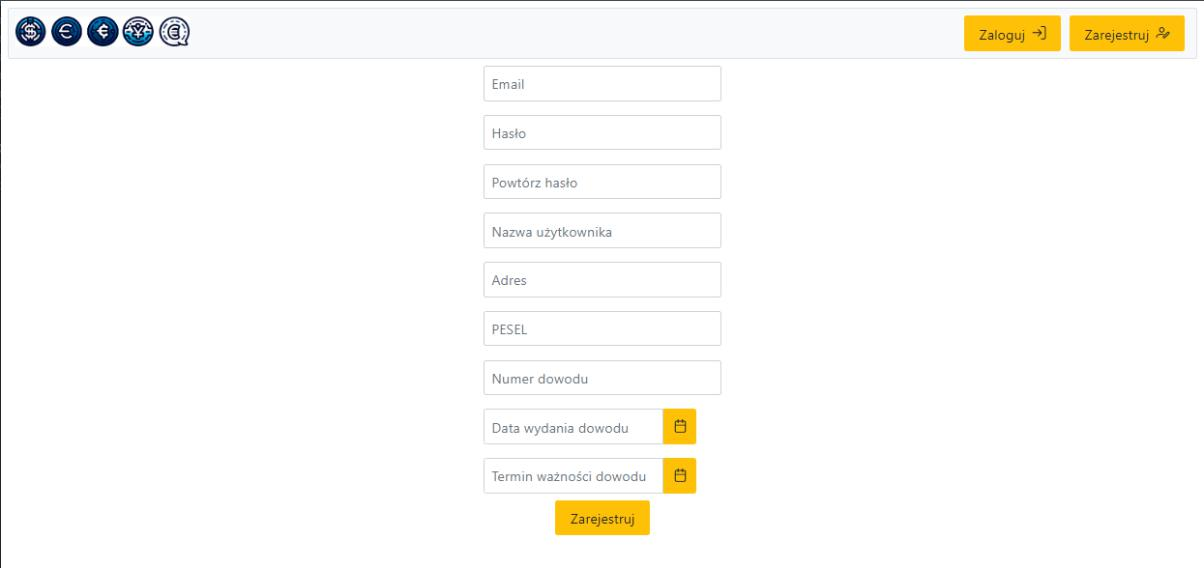 Zaloguj
Zarejestruj
Email
Hasło
Powtórz hasło
Nazwa użytkownika
Adres
PESEL
Numer dowodu
Data wydania dowodu
Termin ważności dowodu
Zarejestruj